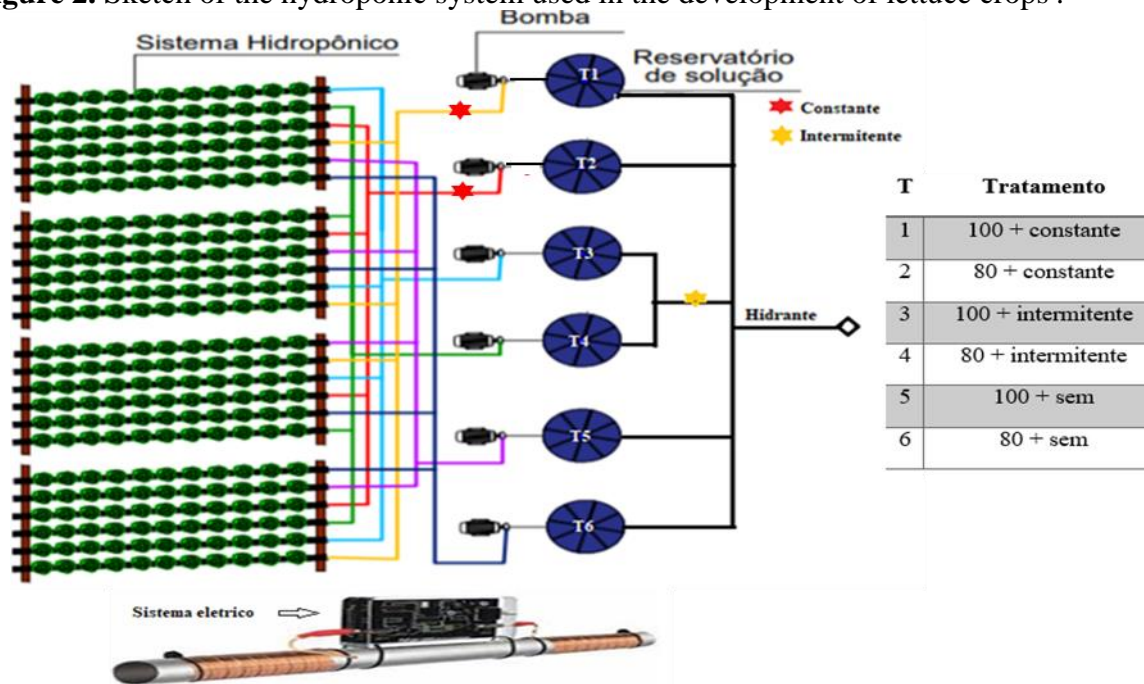 gure 2. Sketch of the hydroponic system used in the development of lettuce crops .
Bomba
Sistema Hidropônico
Reservatório
de solução
T1
Constante
Intermitente
T2
T3
T4
T5
T6
Hidrante
T Tratamento
1 100 + constante
2 80 + constante
3 100 + intermitente
4 80 + intermitente
5 100 + sem
6 80 + sem
Sistema eletrico